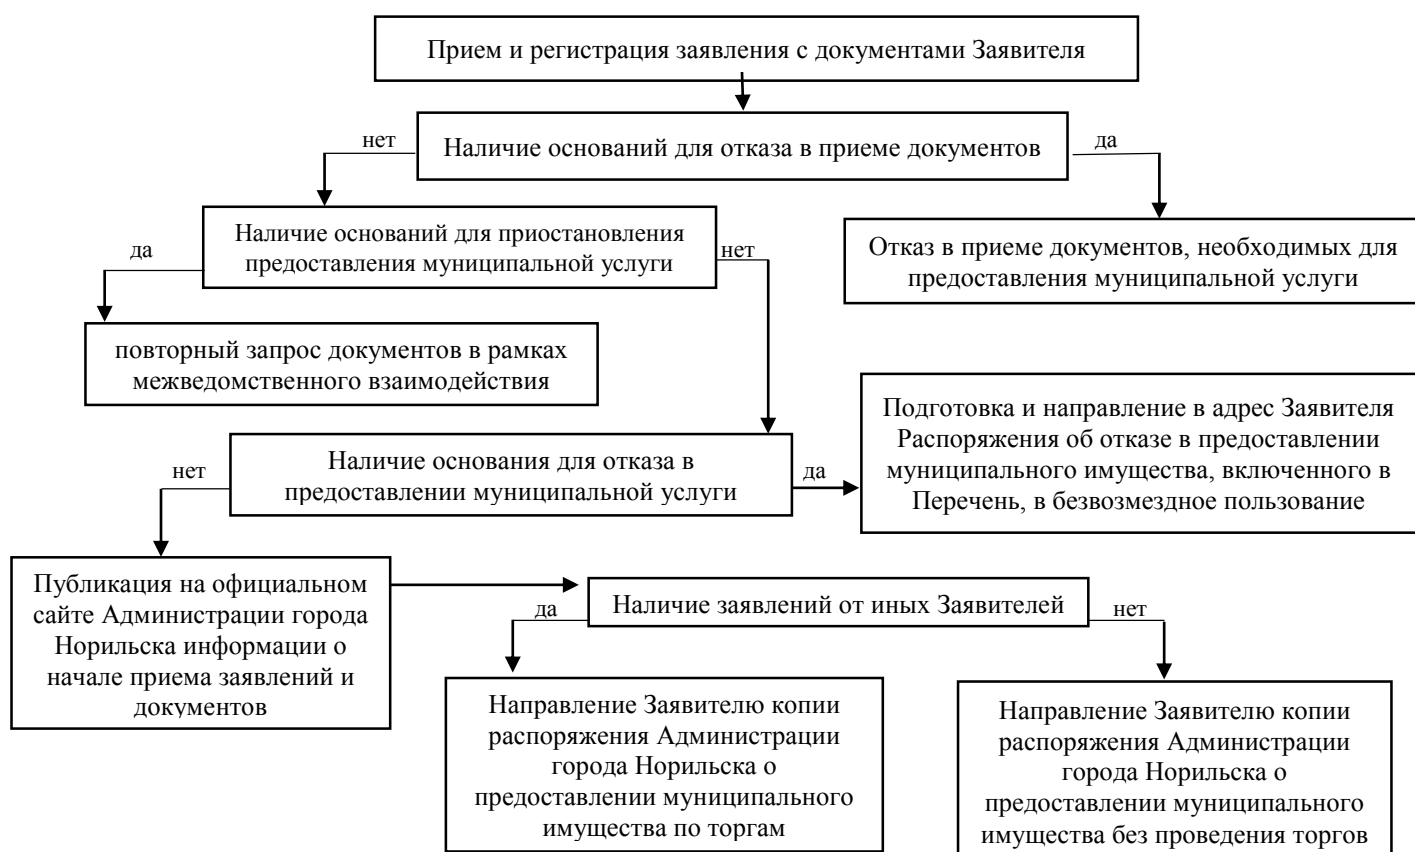 Прием и регистрация заявления с документами Заявителя
нет
Наличие оснований для отказа в приеме документов
да
Наличие оснований для приостановления
предоставления муниципальной услуги
да
нет
Отказ в приеме документов, необходимых для
предоставления муниципальной услуги
повторный запрос документов в рамках
межведомственного взаимодействия
Подготовка и направление в адрес Заявителя
Распоряжения об отказе в предоставлении
муниципального имущества, включенного в
Перечень, в безвозмездное пользование
Наличие основания для отказа в
предоставлении муниципальной услуги
нет
да
Публикация на официальном
сайте Администрации города
Норильска информации о
начале приема заявлений и
документов
Наличие заявлений от иных Заявителей
да
нет
Направление Заявителю копии
распоряжения Администрации
города Норильска о
предоставлении муниципального
имущества по торгам
Направление Заявителю копии
распоряжения Администрации
города Норильска о
предоставлении муниципального
имущества без проведения торгов